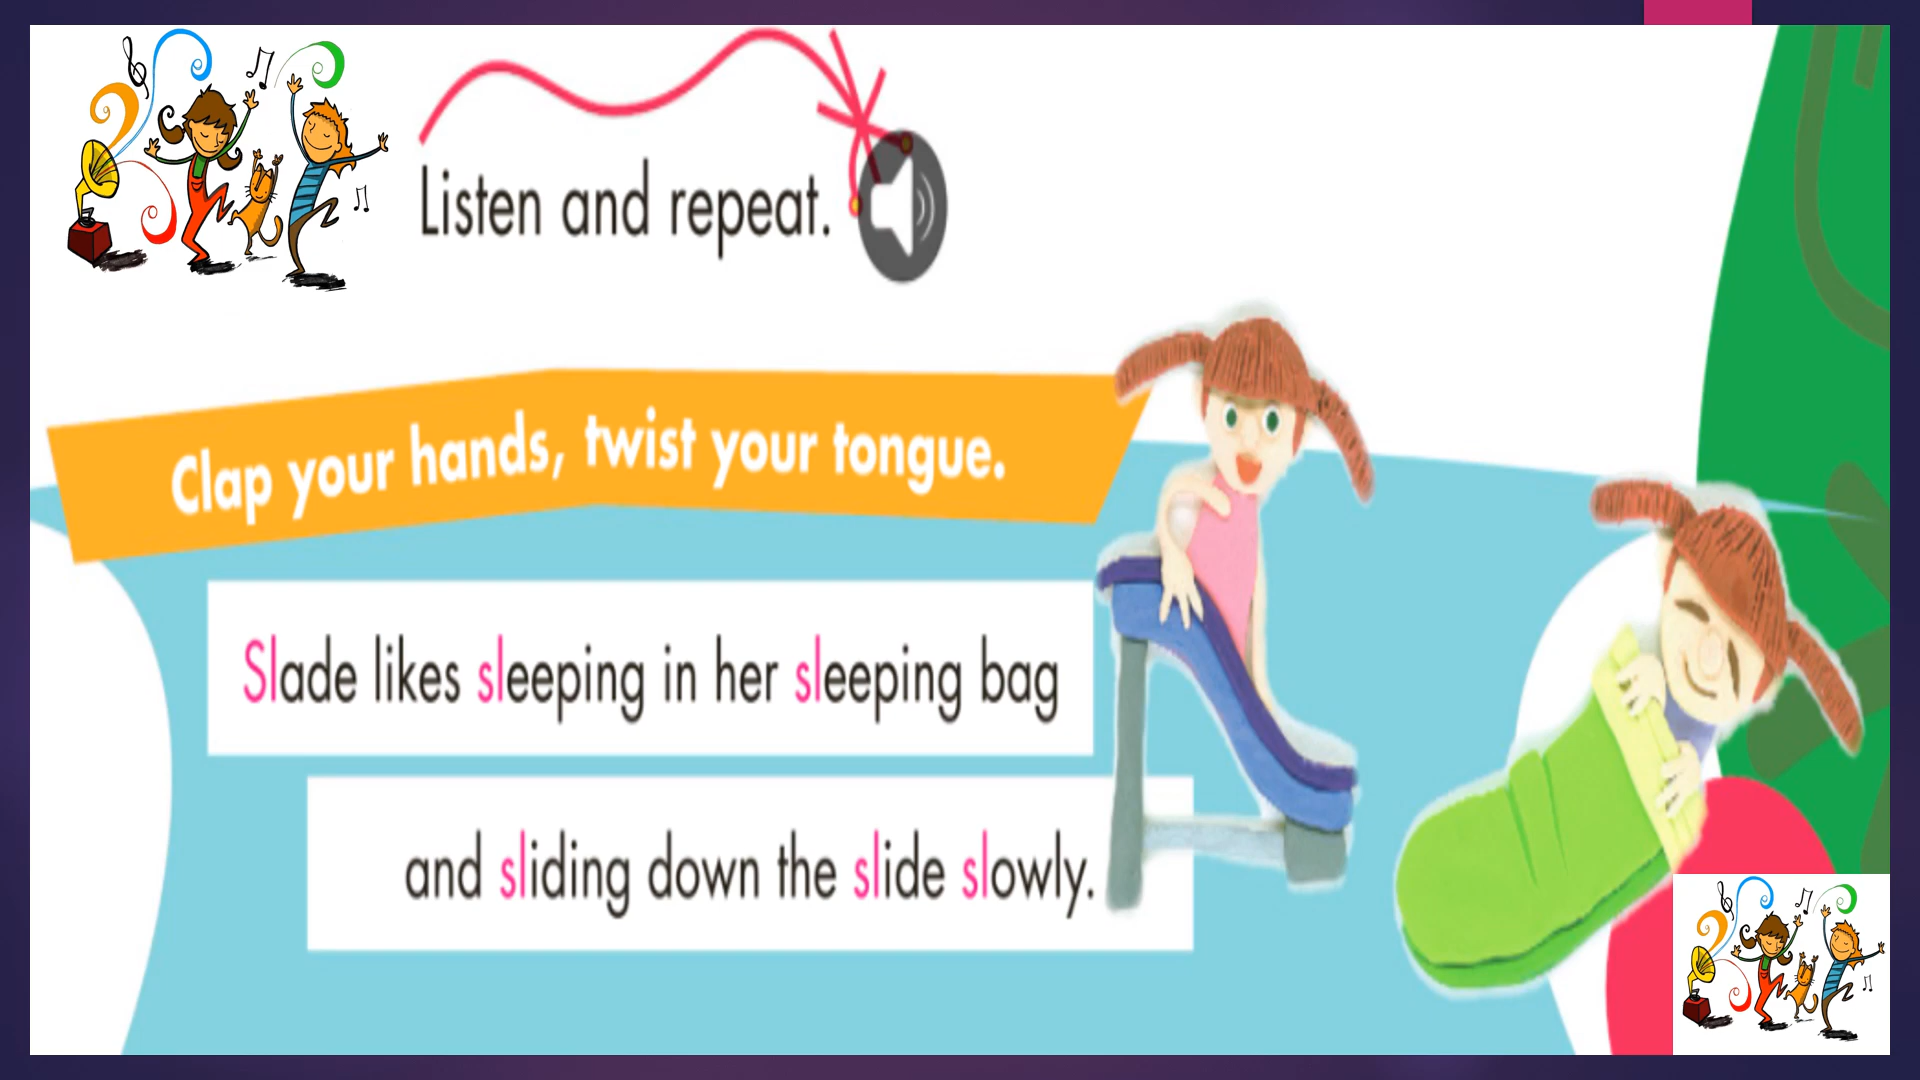 Listen and repeat.
Clap your hands, twist your tongue.
Slade likes sleeping in her sleeping bag
and sliding down the slide slowly.